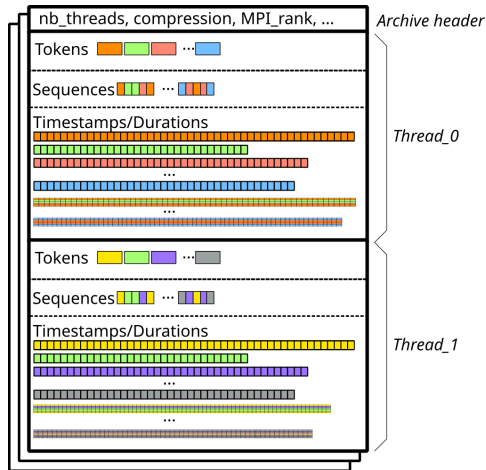 nb_threads, compression, MPI_rank, ...
Archive header
Tokens ...
Sequences ...
Timestamps/Durations
Thread_0
...
...
Tokens ...
Sequences ...
Timestamps/Durations
Thread_1
...
...